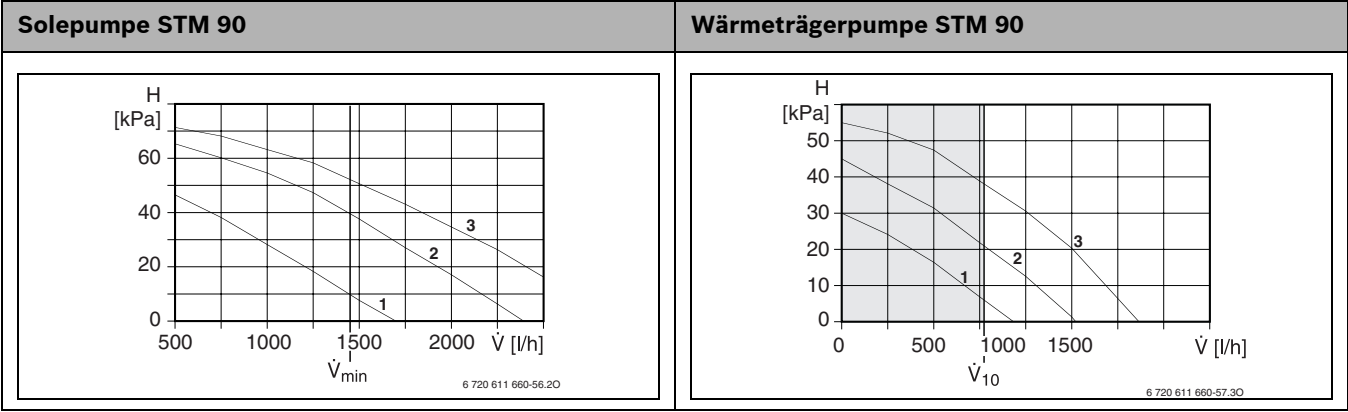 Solepumpe STM 90
H
[kPa]
60
40
20
0
500 1000 1500 2000 V̇ [l/h]
V̇min
1
2
3
6 720 611 660-56.2O
Wärmeträgerpumpe STM 90
H
[kPa]
50
40
30
20
10
0
0 500 1000 1500 V̇ [l/h]
V̇10
1
2
3
6 720 611 660-57.3O